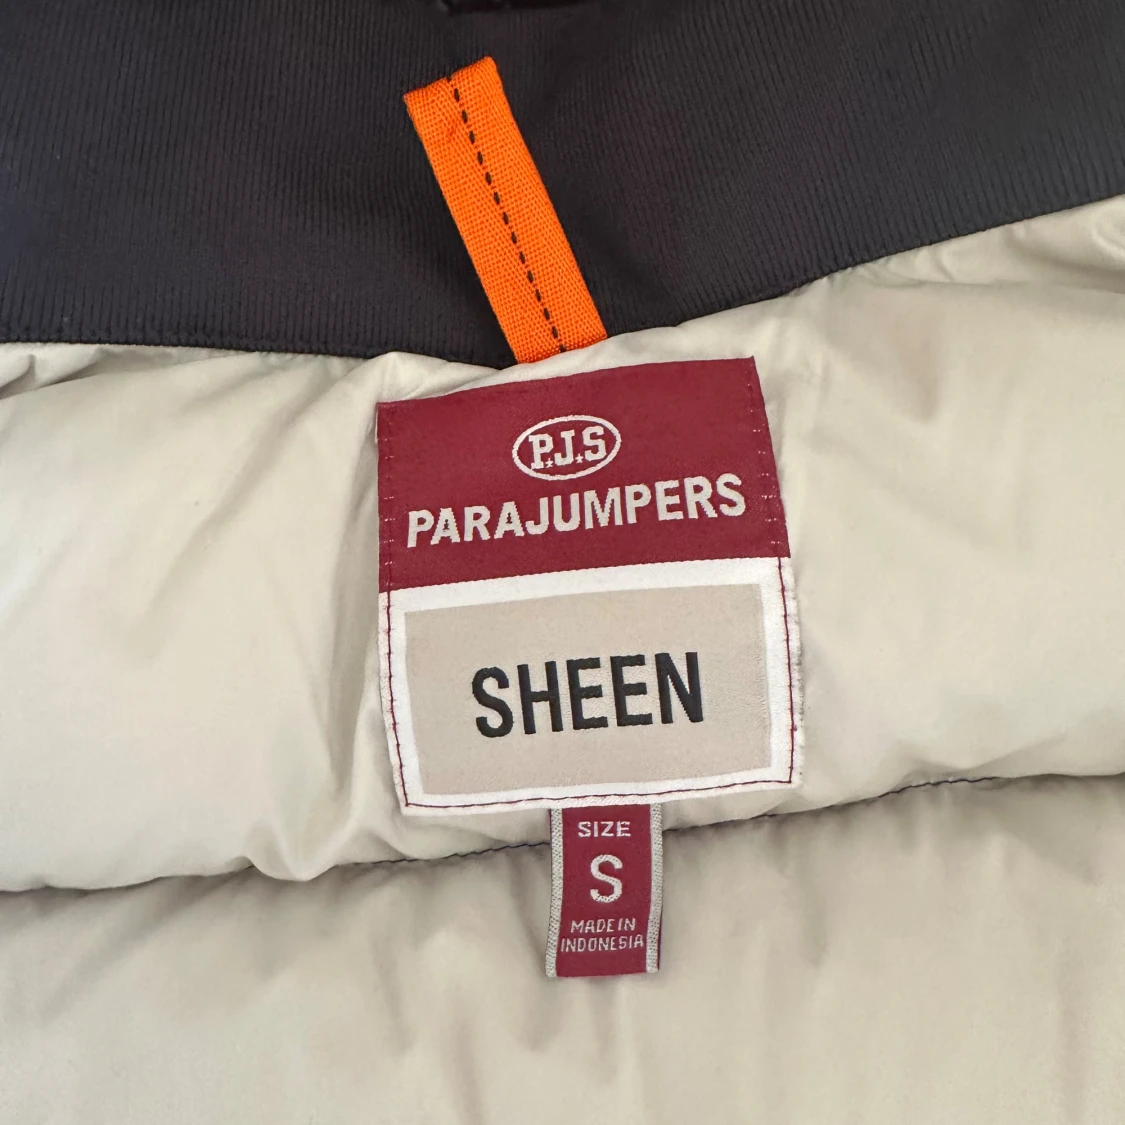 P.J.S
PARAJUMPERS
SHEEN
SIZE
S
MADE IN
INDONESIA